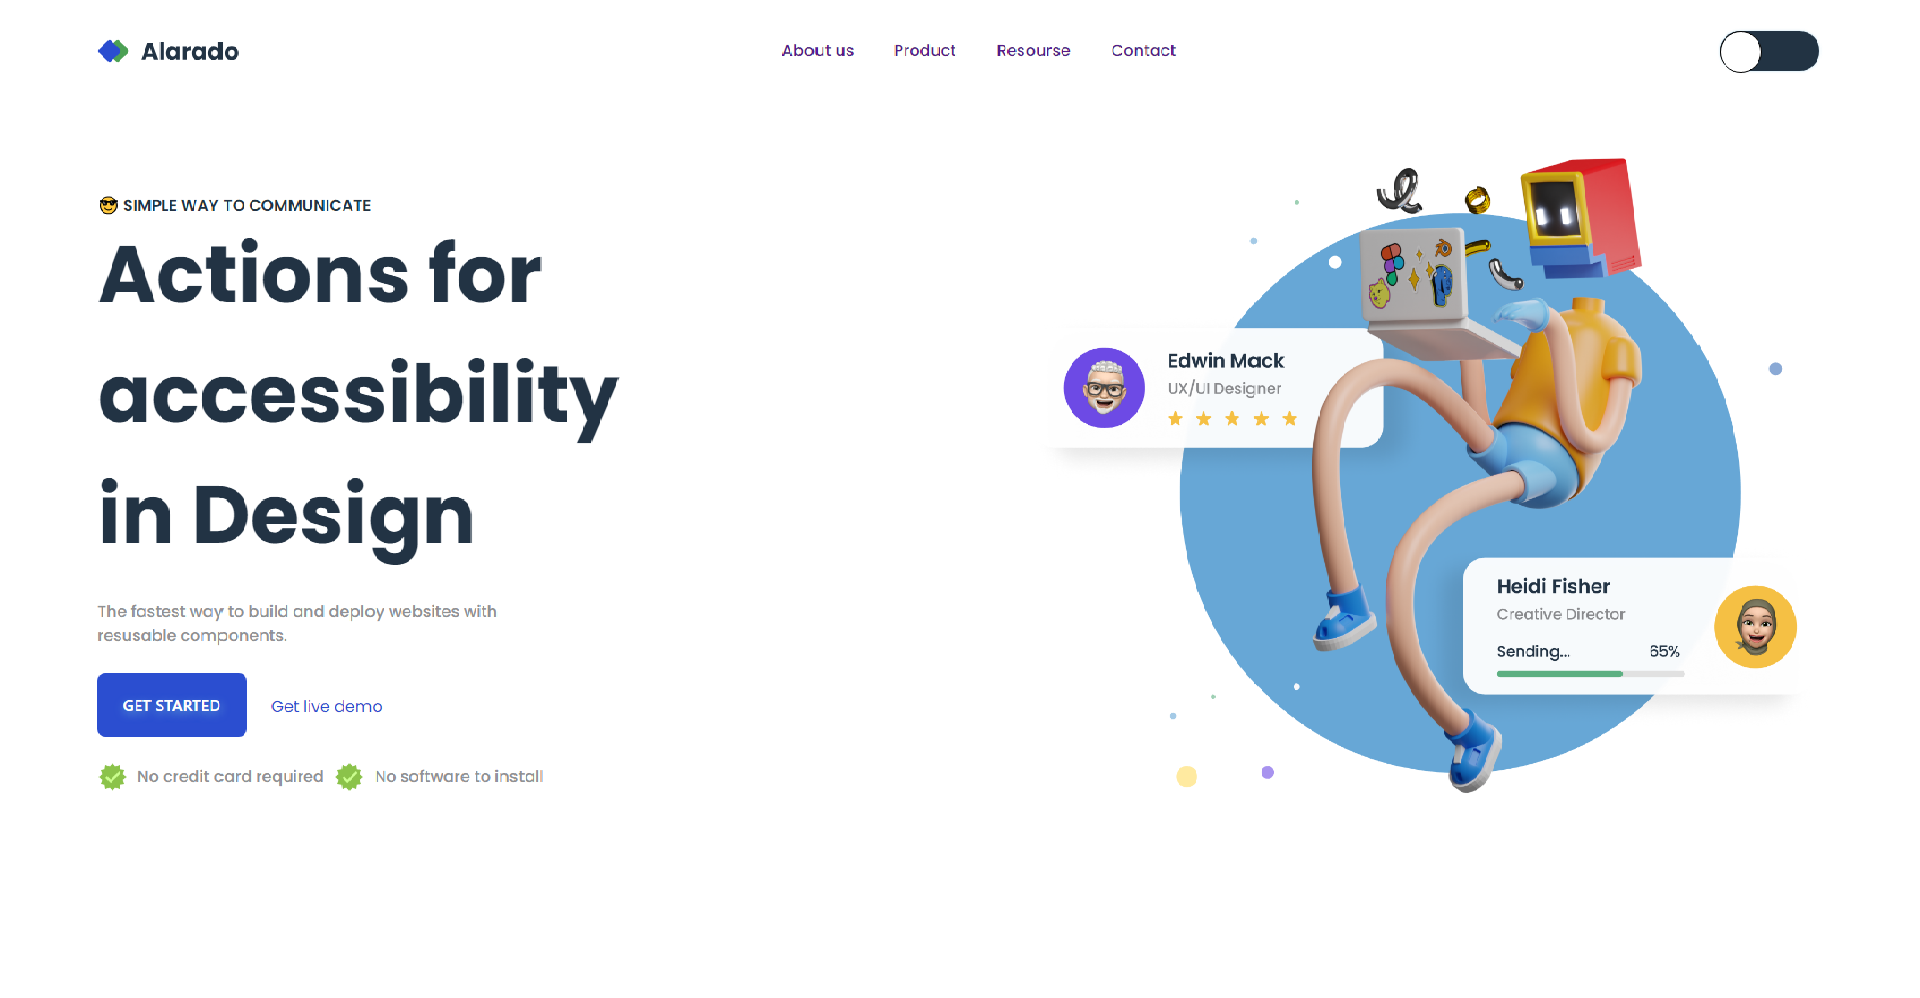 Alarado
About us
Product
Resourse
Contact
😎 SIMPLE WAY TO COMMUNICATE
Actions for
accessibility
in Design
The fastest way to build and deploy websites with
resusable components.
GET STARTED
Get live demo
No credit card required
No software to install
Edwin Mack
UX/UI Designer
Heidi Fisher
Creative Director
Sending...
65%